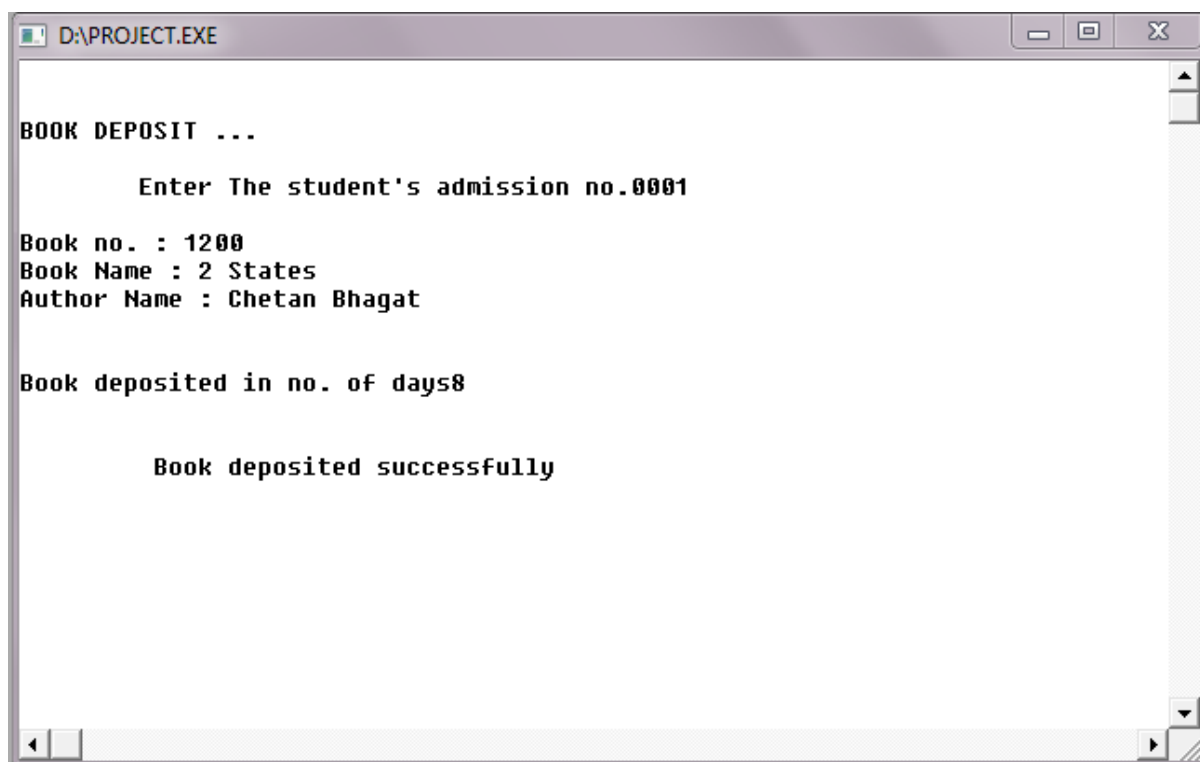 D:\PROJECT.EXE
BOOK DEPOSIT ...
Enter The student's admission no.0001
Book no. : 1200
Book Name : 2 States
Author Name : Chetan Bhagat
Book deposited in no. of days8
Book deposited successfully